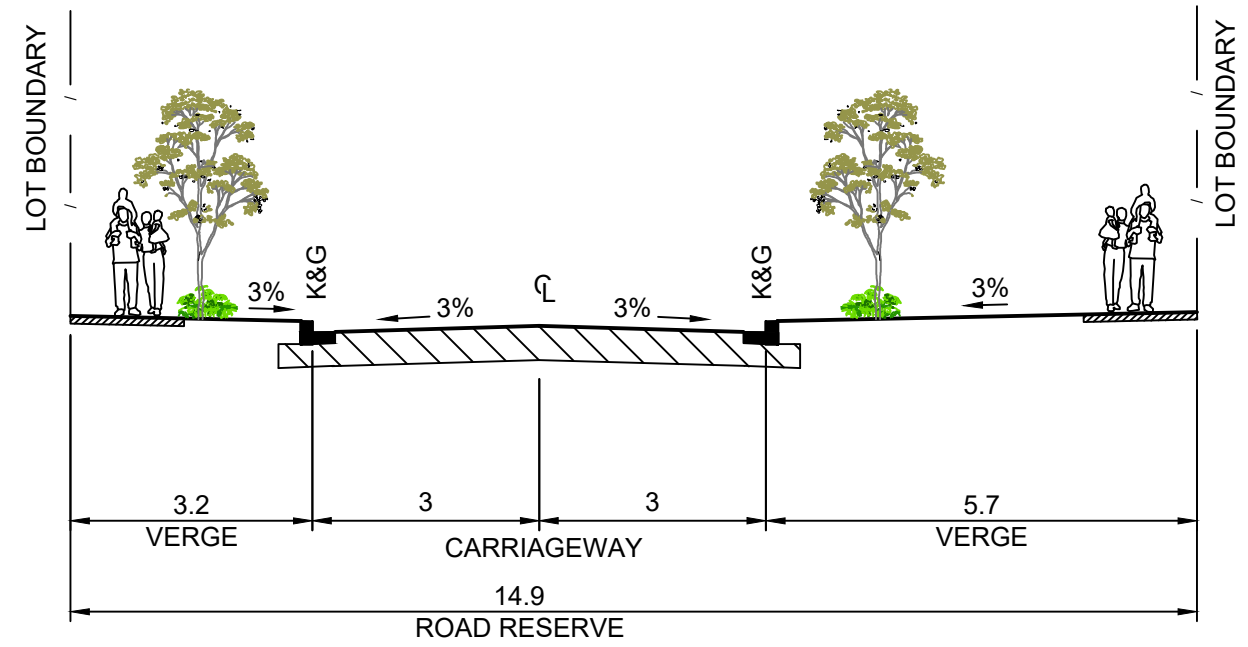 LOT BOUNDARY
LOT BOUNDARY
3%
K&G
3%
℄
3%
K&G
3%
3.2
VERGE
3
3
CARRIAGEWAY
5.7
VERGE
14.9
ROAD RESERVE